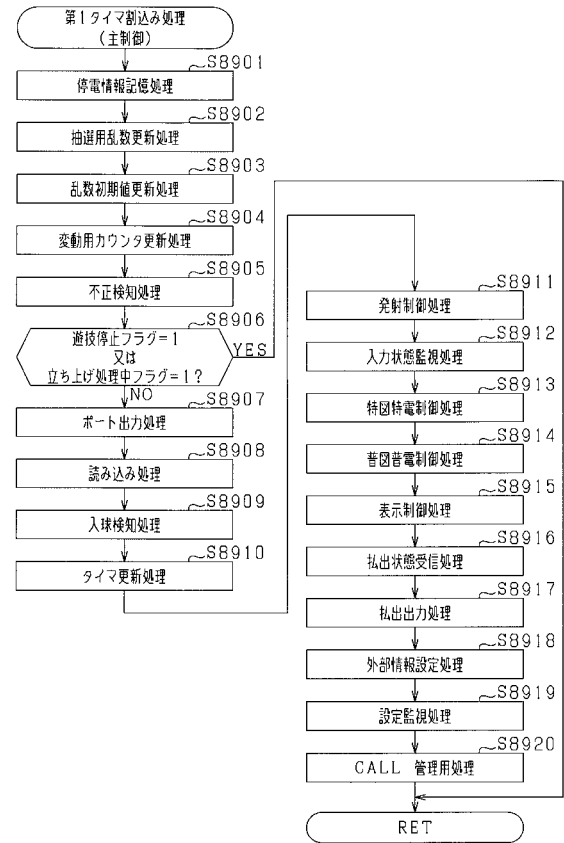 第1タイマ割込み処理
(主制御)
S8901
停電情報記憶処理
S8902
抽選用乱数更新処理
S8903
乱数初期値更新処理
S8904
変動用カウンタ更新処理
S8905
不正検知処理
S8906
遊技停止フラグ=1
又は
立ち上げ処理中フラグ=1?
YES
NO
S8907
ポート出力処理
S8908
読み込み処理
S8909
入球検知処理
S8910
タイマ更新処理
S8911
発射制御処理
S8912
入力状態監視処理
S8913
特図特電制御処理
S8914
普図普電制御処理
S8915
表示制御処理
S8916
払出状態受信処理
S8917
払出出力処理
S8918
外部情報設定処理
S8919
設定監視処理
S8920
CALL 管理用処理
RET